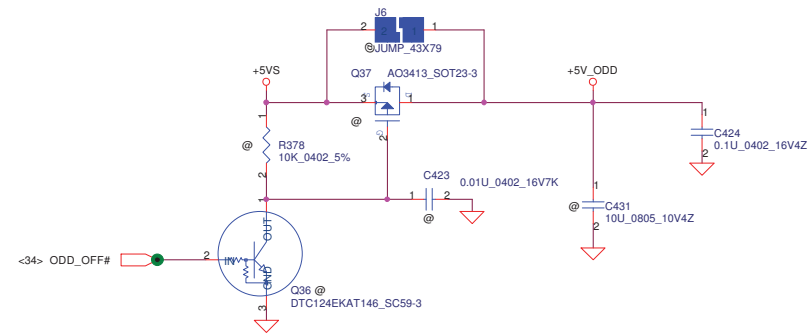 J6
2 2 1 1
@JUMP_43X79
+5VS
Q37 AO3413_SOT23-3
+5V_ODD
3 S D 1
@
G
2
1
@ R378
10K_0402_5%
2
C423 0.01U_0402_16V7K
1 2
@
1
C424
0.1U_0402_16V4Z
2
1
@ C431
10U_0805_10V4Z
2
1
OUT
<34> ODD_OFF# 2 IN
GND
3
Q36 @
DTC124EKAT146_SC59-3